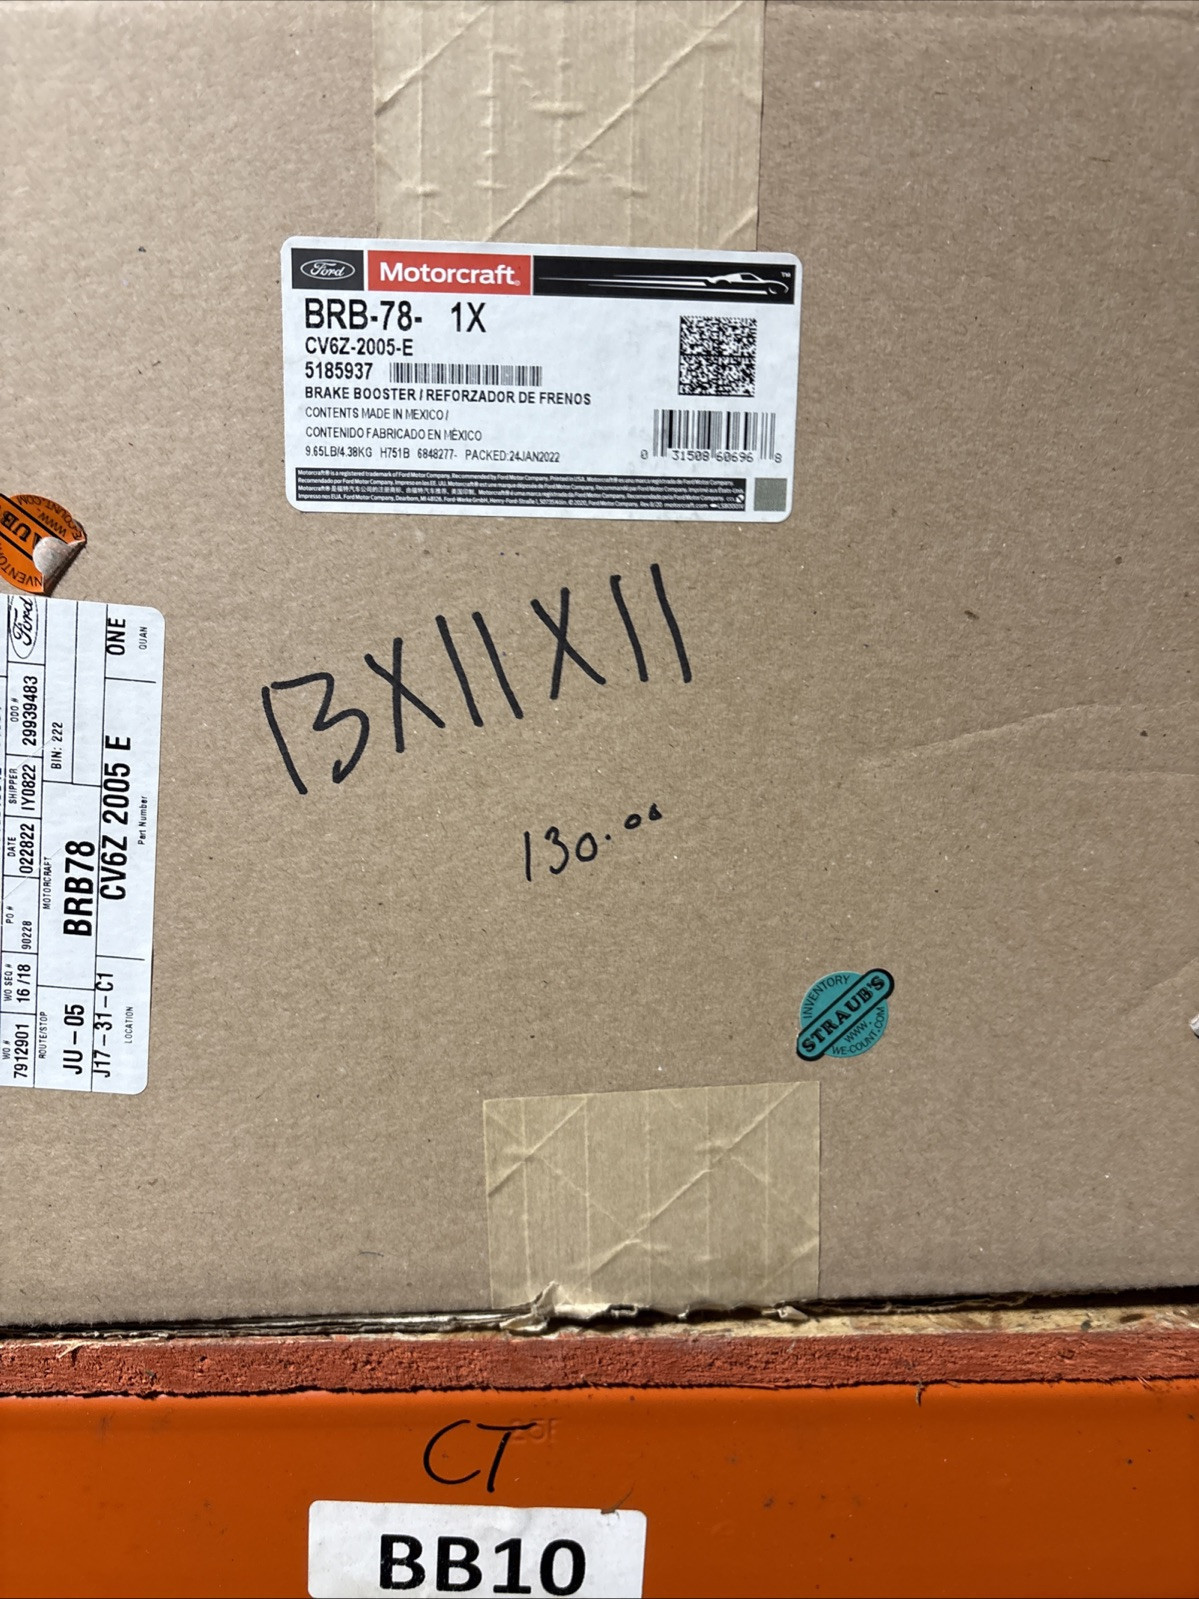 Ford Motorcraft
BRB-78- 1X
CV6Z-2005-E
5185937
BRAKE BOOSTER / REFORZADOR DE FRENOS
CONTENTS MADE IN MEXICO /
CONTENIDO FABRICADO EN MÉXICO
9.65LB/4.38KG H751B 6848277- PACKED:24JAN2022
0 31508 60696 8
13X11X11
130.00
INVENTORY
STRAUB'S
WWW.
WE-COUNT.COM
Ford
ODO #
29939483
SHIPPER
IY0822
DATE
022822
PO #
90228
WO SEQ #
16 /18
WO #
7912901
BIN: 222
MOTORCRAFT
BRB78
ROUTE/STOP
JU-05
ONE
QUAN
CV6Z 2005 E
Part Number
J17-31-C1
LOCATION
CT
BB10